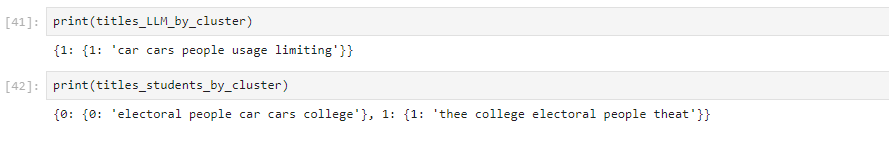 [41]: print(titles_LLM_by_cluster)
{1: {1: 'car cars people usage limiting'}}
[42]: print(titles_students_by_cluster)
{0: {0: 'electoral people car cars college'}, 1: {1: 'thee college electoral people theat'}}